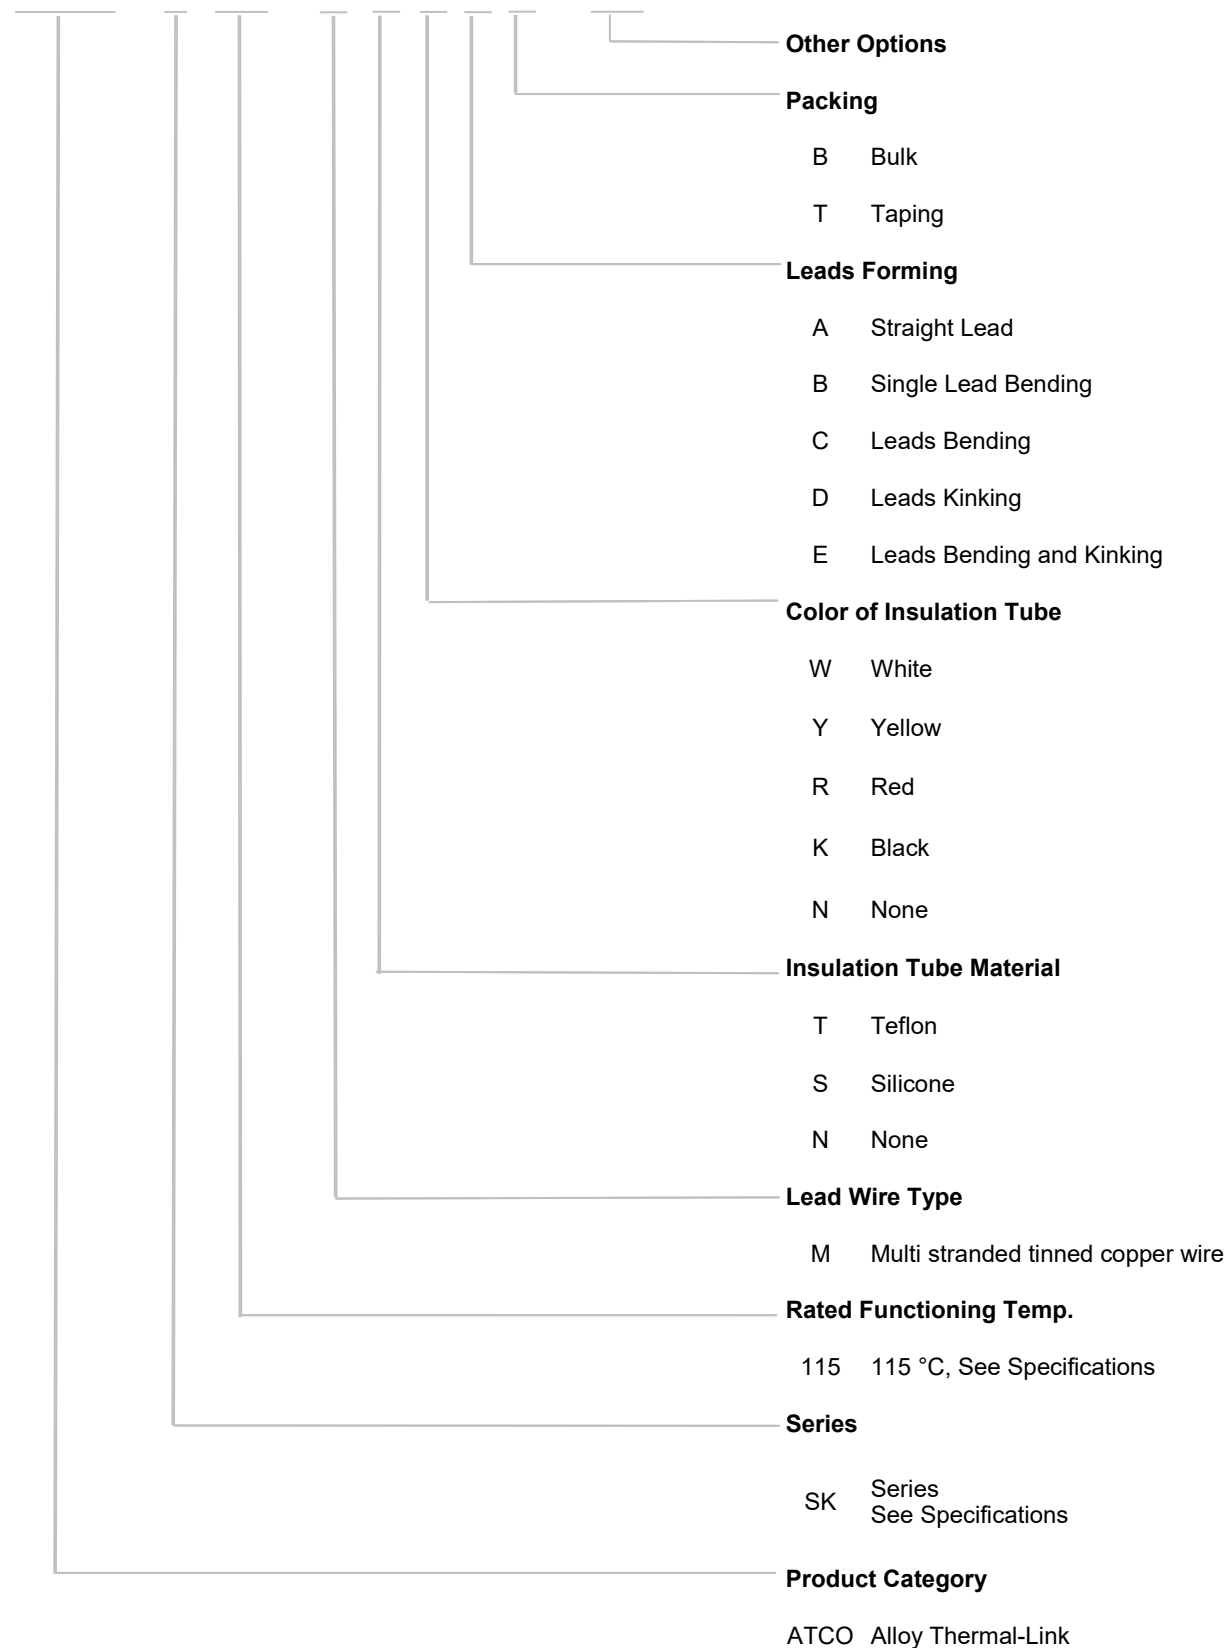 Other Options
Packing
B Bulk
T Taping
Leads Forming
A Straight Lead
B Single Lead Bending
C Leads Bending
D Leads Kinking
E Leads Bending and Kinking
Color of Insulation Tube
W White
Y Yellow
R Red
K Black
N None
Insulation Tube Material
T Teflon
S Silicone
N None
Lead Wire Type
M Multi stranded tinned copper wire
Rated Functioning Temp.
115 115 °C, See Specifications
Series
SK Series
See Specifications
Product Category
ATCO Alloy Thermal-Link